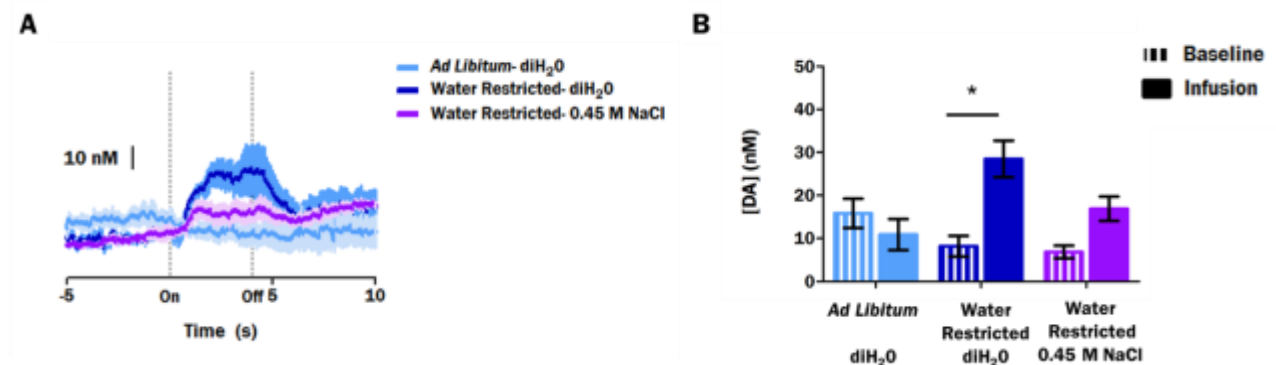 A
Ad Libitum- diH₂0
Water Restricted- diH₂0
Water Restricted- 0.45 M NaCl
10 nM
-5
On
Off
5
10
Time (s)
B
Baseline
Infusion
50
40
30
20
10
0
[DA] (nM)
*
Ad Libitum
diH₂0
Water
Restricted
diH₂0
Water
Restricted
0.45 M NaCl